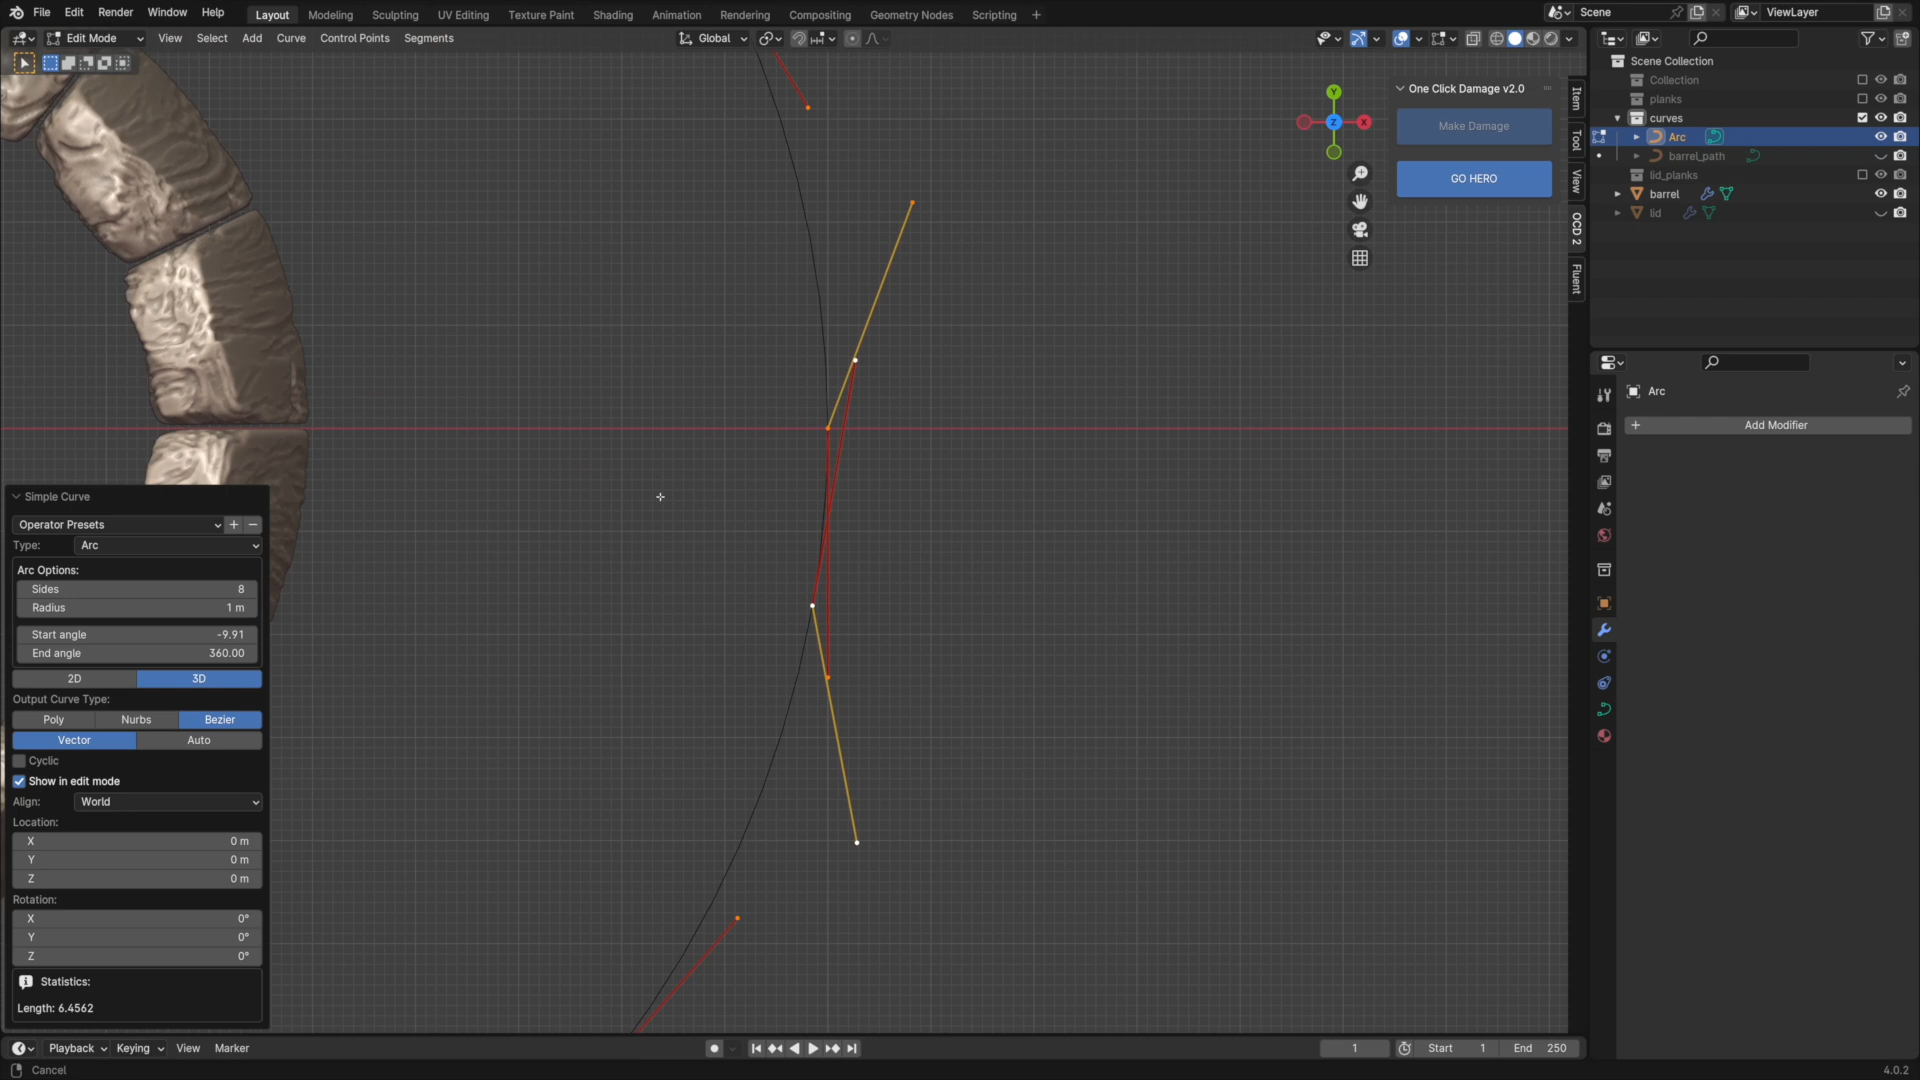 File Edit Render Window Help Layout Modeling Sculpting UV Editing Texture Paint Shading Animation Rendering Compositing Geometry Nodes Scripting + Scene ViewLayer
Edit Mode View Select Add Curve Control Points Segments Global
Scene Collection
Collection
planks
curves
Arc
barrel_path
lid_planks
barrel
lid
One Click Damage v2.0
Make Damage
GO HERO
Y
Z
X
Item
Tool
View
OCD 2
Fluent
Arc
+ Add Modifier
Simple Curve
Operator Presets
Type: Arc
Arc Options:
Sides 8
Radius 1 m
Start angle -9.91
End angle 360.00
2D 3D
Output Curve Type:
Poly Nurbs Bezier
Vector Auto
Cyclic
Show in edit mode
Align: World
Location:
X 0 m
Y 0 m
Z 0 m
Rotation:
X 0°
Y 0°
Z 0°
Statistics:
Length: 6.4562
Playback Keying View Marker 1 Start 1 End 250
Cancel 4.0.2